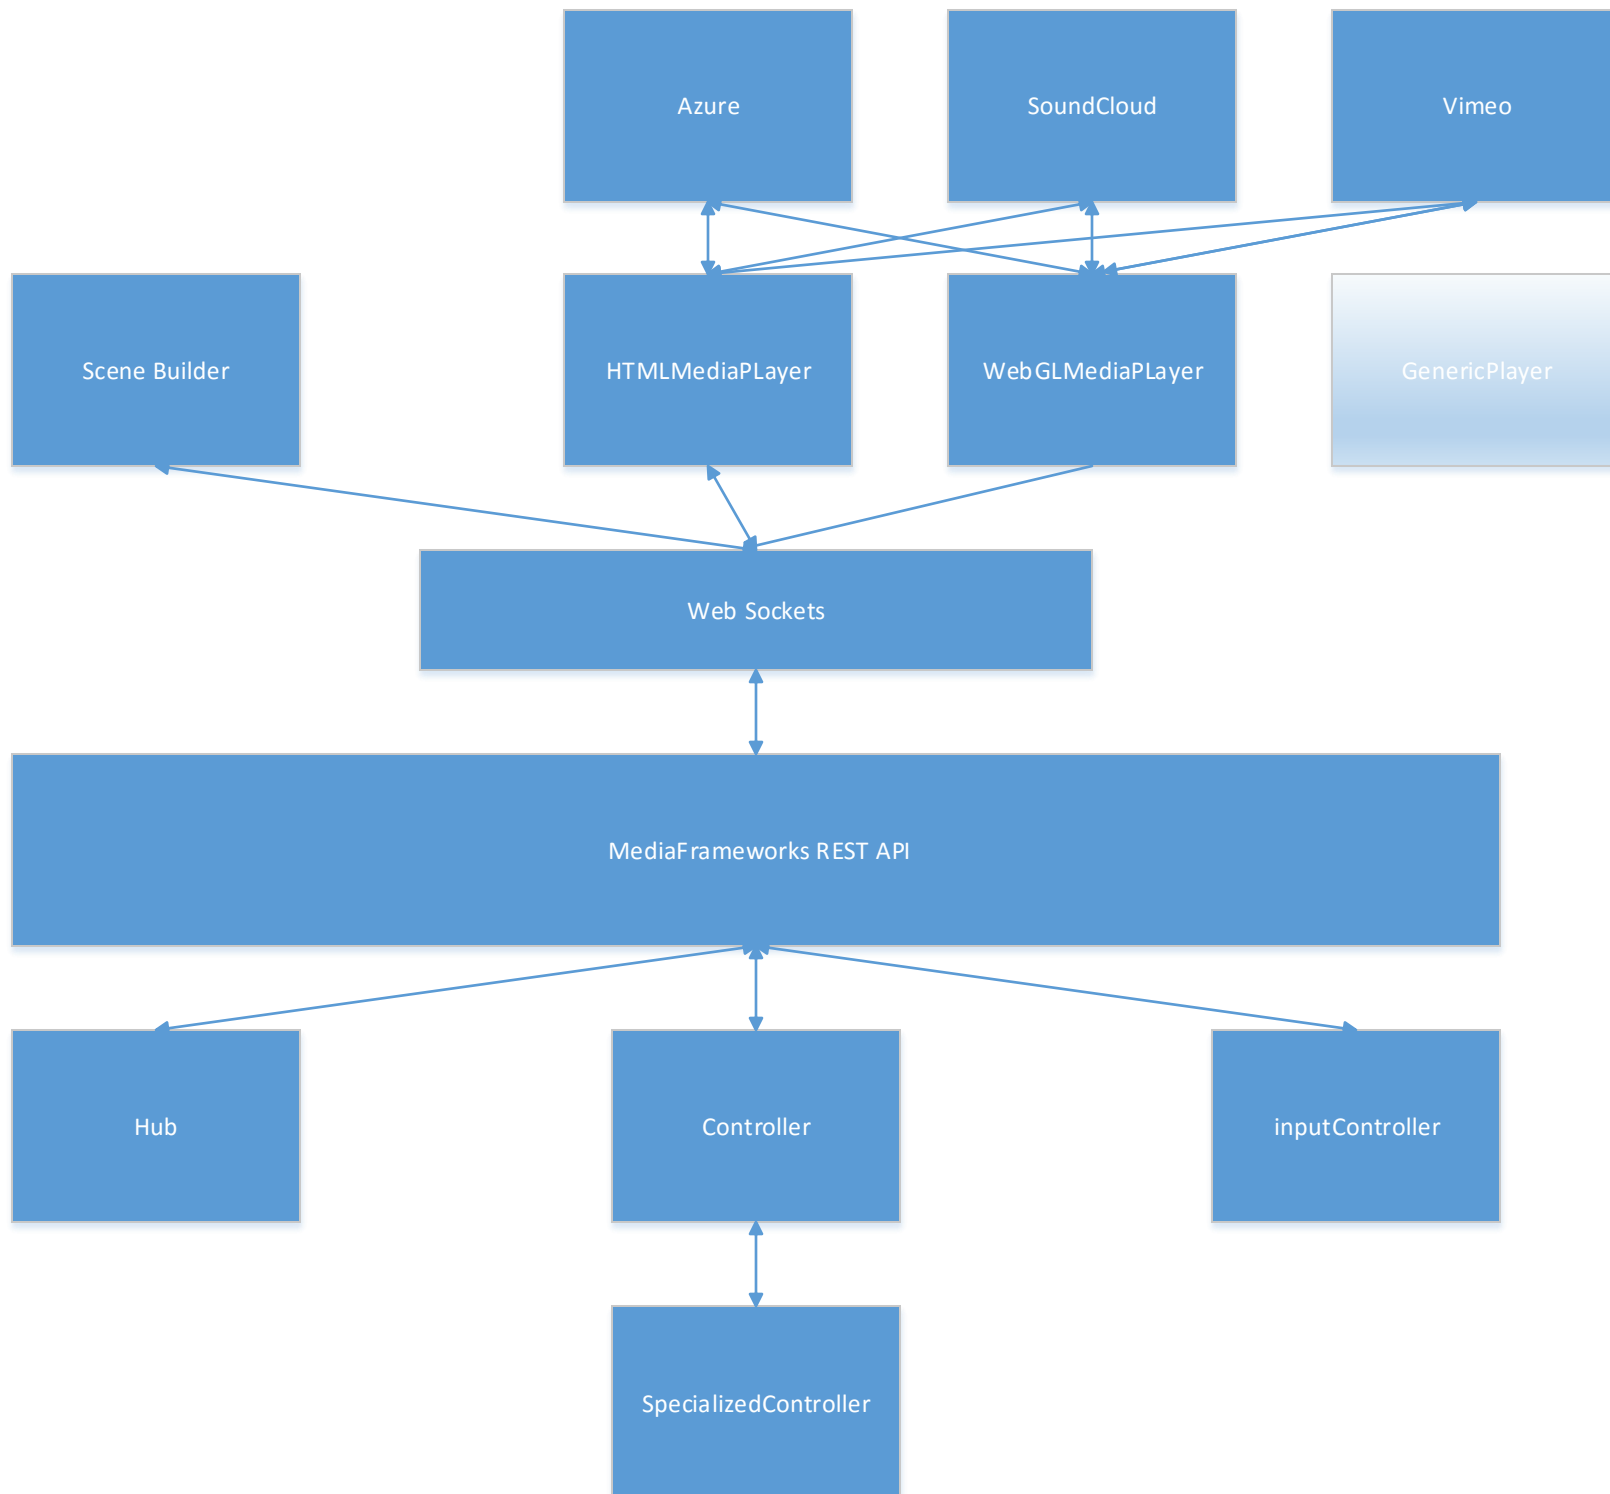 Azure
SoundCloud
Vimeo
Scene Builder
HTMLMediaPLayer
WebGLMediaPLayer
GenericPlayer
Web Sockets
MediaFrameworks REST API
Hub
Controller
inputController
SpecializedController